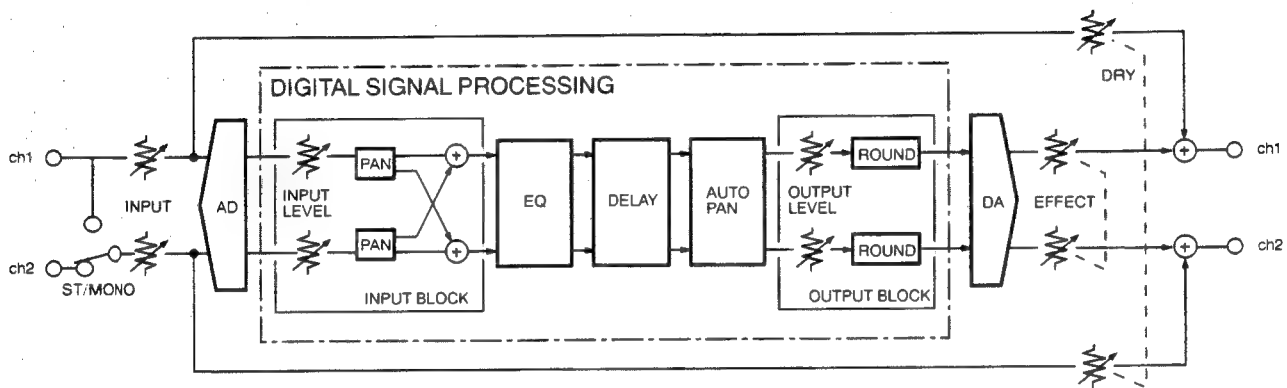 DRY
DIGITAL SIGNAL PROCESSING
ch1
INPUT
AD
INPUT
LEVEL
PAN
+
PAN
+
INPUT BLOCK
EQ
DELAY
AUTO
PAN
OUTPUT
LEVEL
ROUND
ROUND
OUTPUT BLOCK
DA
EFFECT
+
ch1
ch2
ST/MONO
+
ch2